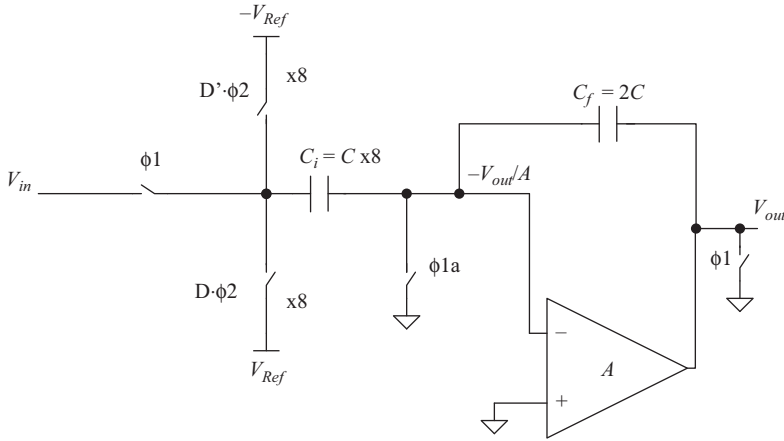 –V_Ref
x8
D'·ϕ2
C_f = 2C
ϕ1
C_i = C x8
V_in
–V_out/A
V_out
ϕ1
ϕ1a
D·ϕ2
x8
V_Ref
–
A
+